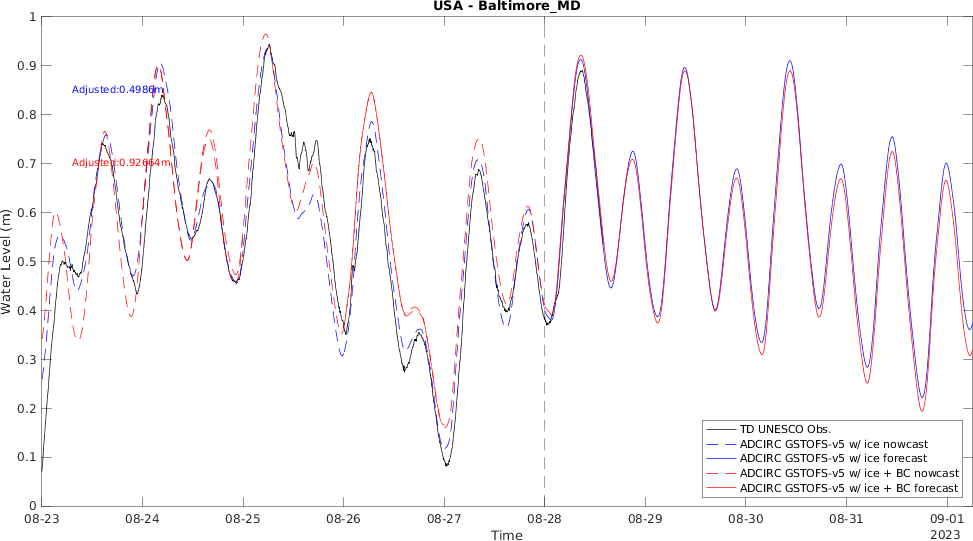 USA - Baltimore_MD
1
0.9
0.8
0.7
0.6
0.5
0.4
0.3
0.2
0.1
0
Water Level (m)
Adjusted:0.4986m
Adjusted:0.92664m
TD UNESCO Obs.
ADCIRC GSTOFS-v5 w/ ice nowcast
ADCIRC GSTOFS-v5 w/ ice forecast
ADCIRC GSTOFS-v5 w/ ice + BC nowcast
ADCIRC GSTOFS-v5 w/ ice + BC forecast
08-23 08-24 08-25 08-26 08-27 08-28 08-29 08-30 08-31 09-01
2023
Time